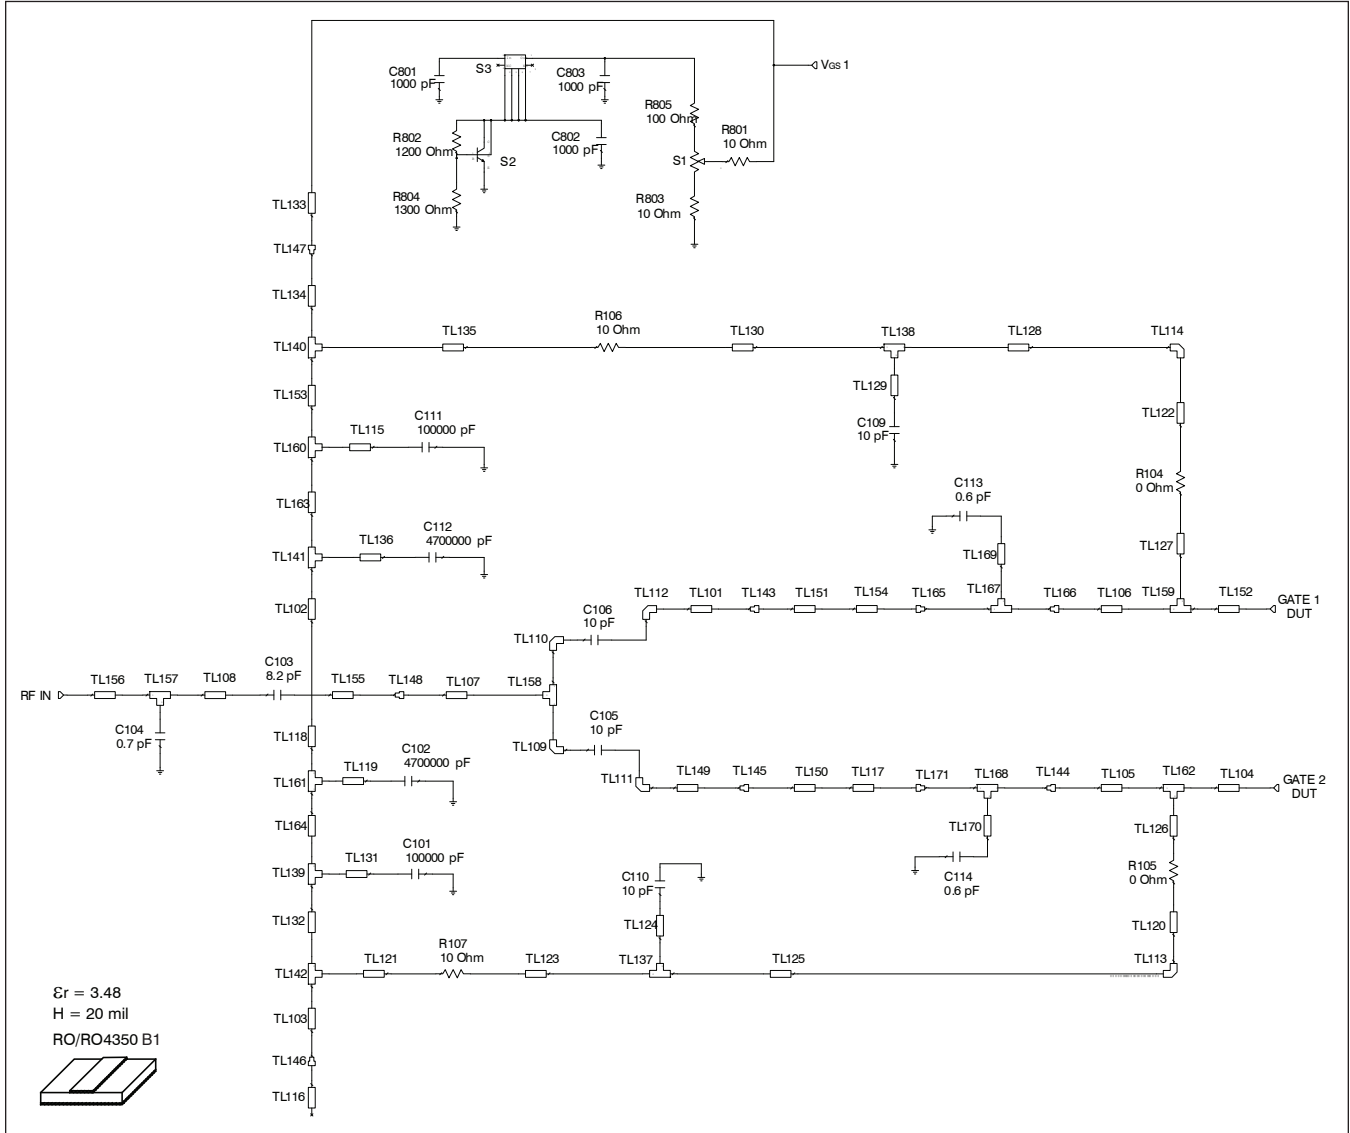 VGS 1
C801
1000 pF
S3
C803
1000 pF
R805
100 Ohm
R801
10 Ohm
R802
1200 Ohm
C802
1000 pF
S2
S1
R804
1300 Ohm
R803
10 Ohm
TL133
TL147
TL134
R106
10 Ohm
TL140
TL135
TL130
TL138
TL128
TL114
TL153
TL129
C109
10 pF
TL122
TL160
TL115
C111
100000 pF
R104
0 Ohm
C113
0.6 pF
TL163
TL141
TL136
C112
4700000 pF
TL169
TL127
TL102
TL112
TL101
TL143
TL151
TL154
TL165
TL167
TL166
TL106
TL159
TL152
GATE 1
DUT
C106
10 pF
TL110
RF IN
TL156
TL157
TL108
C103
8.2 pF
TL155
TL148
TL107
TL158
C104
0.7 pF
TL118
C105
10 pF
TL109
TL161
TL119
C102
4700000 pF
TL111
TL149
TL145
TL150
TL117
TL171
TL168
TL144
TL105
TL162
TL104
GATE 2
DUT
TL164
TL170
TL126
TL139
TL131
C101
100000 pF
C110
10 pF
C114
0.6 pF
R105
0 Ohm
TL132
TL124
TL120
TL142
TL121
R107
10 Ohm
TL123
TL137
TL125
TL113
TL103
TL146
TL116
Ɛr = 3.48
H = 20 mil
RO/RO4350 B1